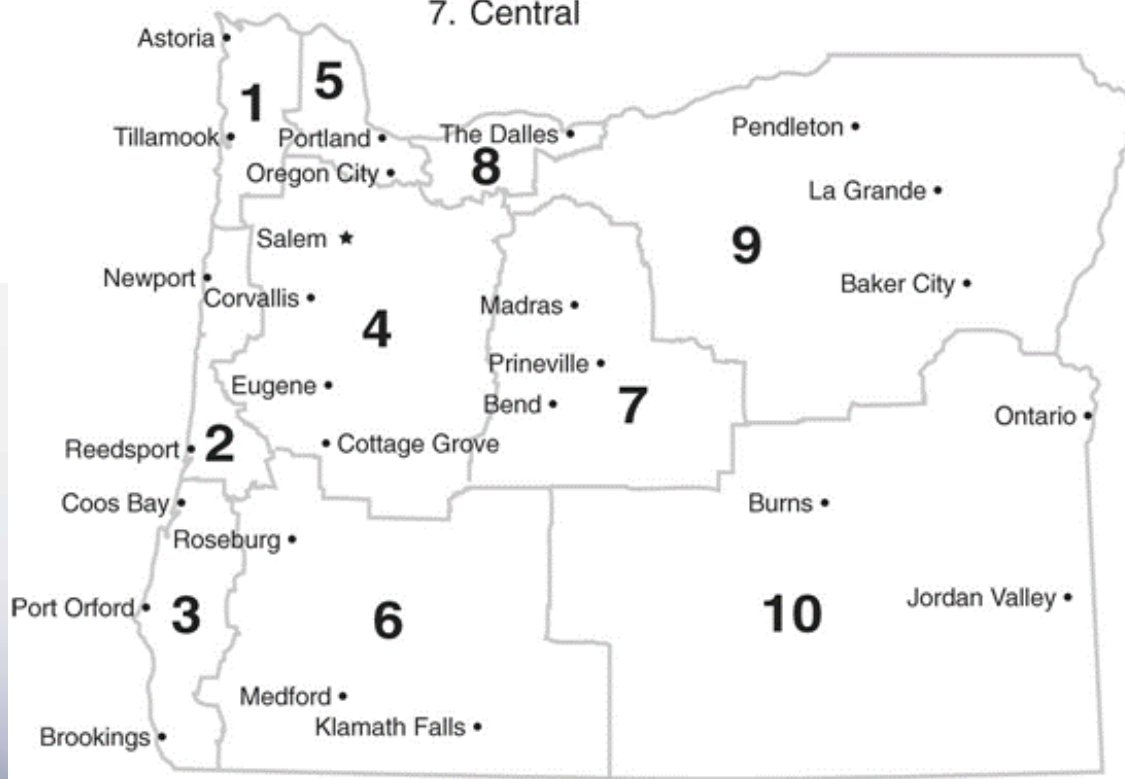 7. Central
Astoria
5
1
Tillamook
Portland
The Dalles
Pendleton
Oregon City
8
La Grande
Salem
9
Newport
Corvallis
Baker City
Madras
4
Prineville
Eugene
Bend
7
Ontario
2
Cottage Grove
Reedsport
Coos Bay
Burns
Roseburg
Port Orford
3
6
10
Jordan Valley
Medford
Klamath Falls
Brookings